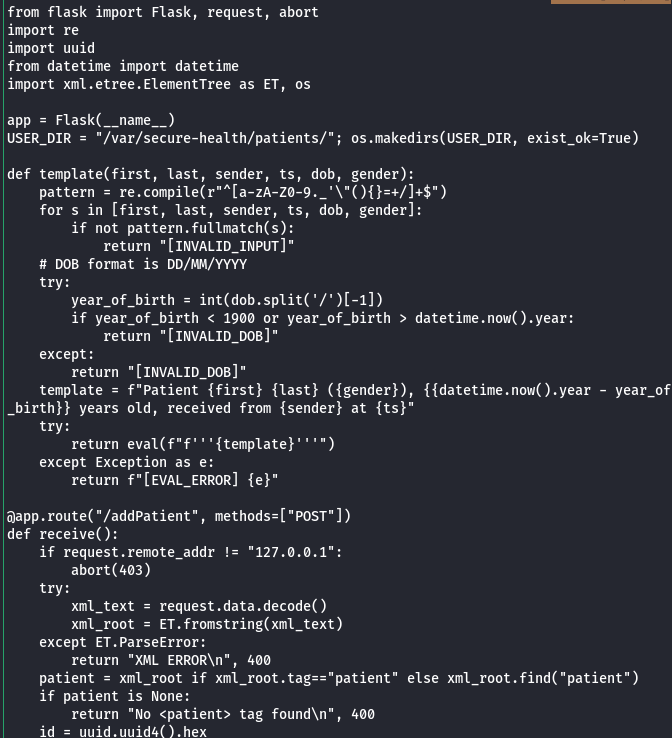 from flask import Flask, request, abort
import re
import uuid
from datetime import datetime
import xml.etree.ElementTree as ET, os

app = Flask(__name__)
USER_DIR = "/var/secure-health/patients/"; os.makedirs(USER_DIR, exist_ok=True)

def template(first, last, sender, ts, dob, gender):
    pattern = re.compile(r"^[a-zA-Z0-9._'\"(){}=+/]+$")
    for s in [first, last, sender, ts, dob, gender]:
        if not pattern.fullmatch(s):
            return "[INVALID_INPUT]"
    # DOB format is DD/MM/YYYY
    try:
        year_of_birth = int(dob.split('/')[-1])
        if year_of_birth < 1900 or year_of_birth > datetime.now().year:
            return "[INVALID_DOB]"
    except:
        return "[INVALID_DOB]"
    template = f"Patient {first} {last} ({gender}), {{datetime.now().year - year_of
_birth}} years old, received from {sender} at {ts}"
    try:
        return eval(f"f'''{template}'''")
    except Exception as e:
        return f"[EVAL_ERROR] {e}"

@app.route("/addPatient", methods=["POST"])
def receive():
    if request.remote_addr != "127.0.0.1":
        abort(403)
    try:
        xml_text = request.data.decode()
        xml_root = ET.fromstring(xml_text)
    except ET.ParseError:
        return "XML ERROR\n", 400
    patient = xml_root if xml_root.tag=="patient" else xml_root.find("patient")
    if patient is None:
        return "No <patient> tag found\n", 400
    id = uuid.uuid4().hex